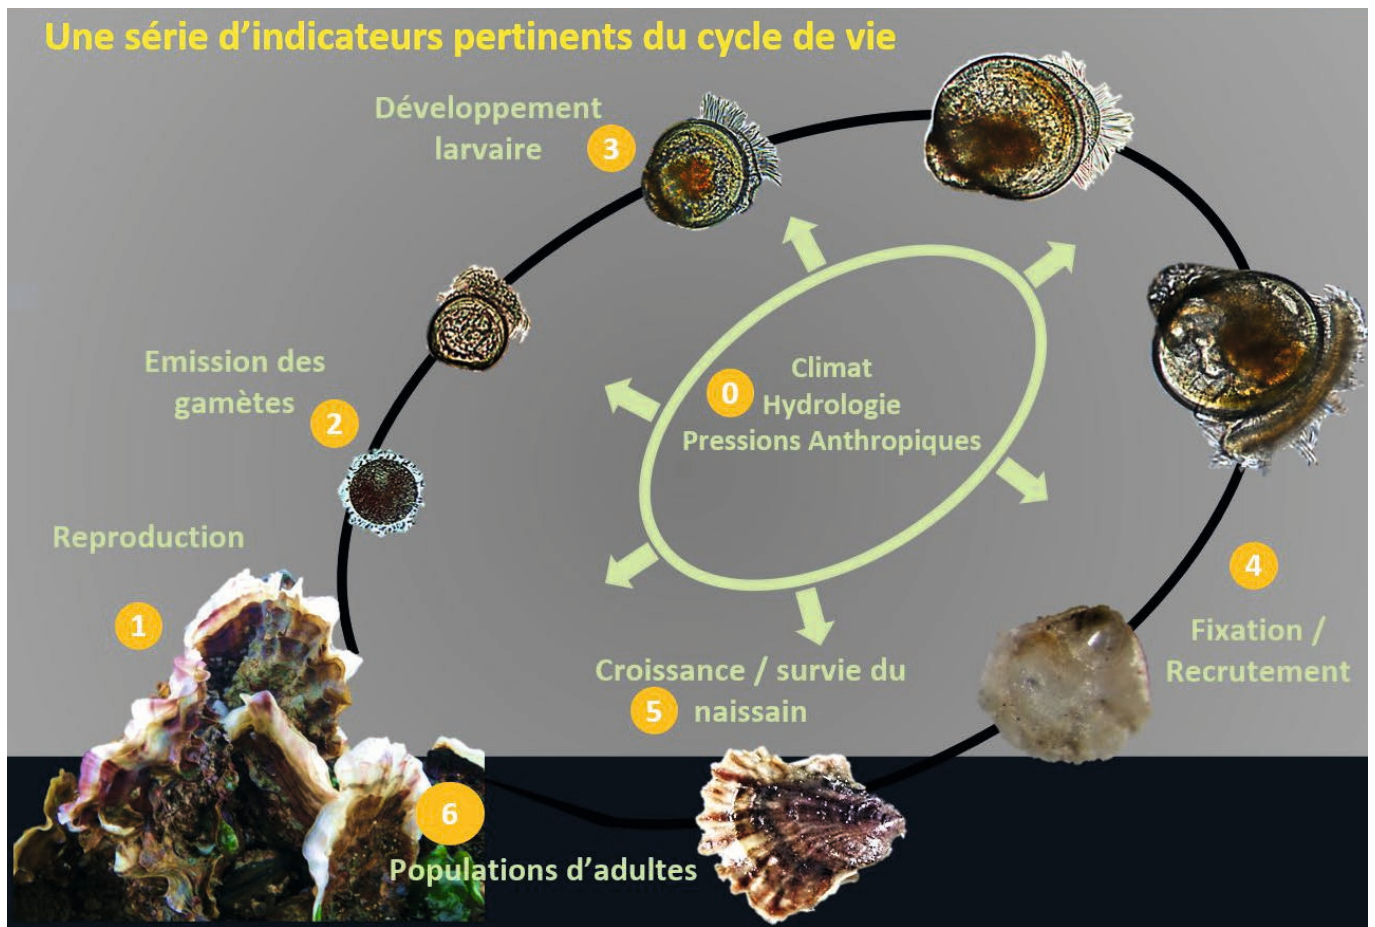 Une série d'indicateurs pertinents du cycle de vie
Développement
larvaire
3
Emission des
gamètes
2
Climat
0
Hydrologie
Pressions Anthropiques
Reproduction
1
4
Fixation /
Recrutement
Croissance / survie du
5 naissain
6
Populations d'adultes